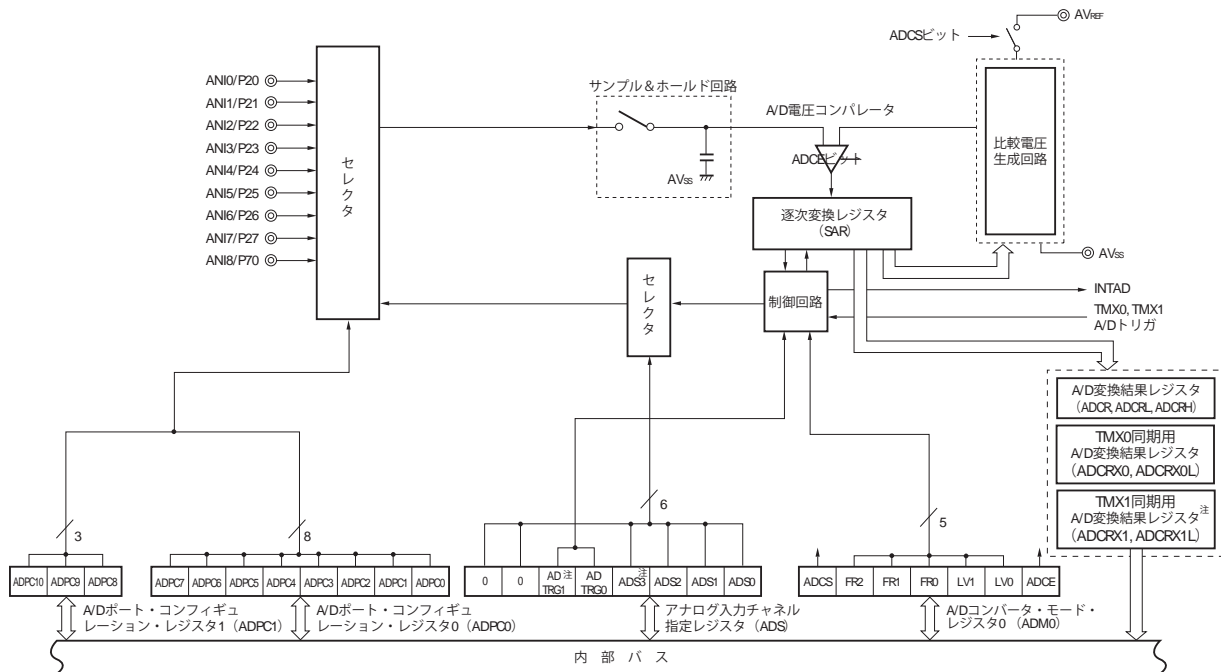 AVREF
ADCSビット
サンプル＆ホールド回路
ANI0/P20
ANI1/P21
ANI2/P22
ANI3/P23
ANI4/P24
ANI5/P25
ANI6/P26
ANI7/P27
ANI8/P70
セレクタ
A/D電圧コンパレータ
ADCEビット
AVSS
比較電圧
生成回路
逐次変換レジスタ
（SAR）
AVSS
セレクタ
制御回路
INTAD
TMX0, TMX1
A/Dトリガ
A/D変換結果レジスタ
（ADCR, ADCRL, ADCRH）
TMX0同期用
A/D変換結果レジスタ
（ADCRX0, ADCRX0L）
TMX1同期用
A/D変換結果レジスタ注
（ADCRX1, ADCRX1L）
3
8
6
5
ADPC10 ADPC9 ADPC8
ADPC7 ADPC6 ADPC5 ADPC4 ADPC3 ADPC2 ADPC1 ADPC0
0 0 AD注TRG1 ADTRG0 ADS3注 ADS2 ADS1 ADS0
ADCS FR2 FR1 FR0 LV1 LV0 ADCE
A/Dポート・コンフィギュ
レーション・レジスタ1（ADPC1）
A/Dポート・コンフィギュ
レーション・レジスタ0（ADPC0）
アナログ入力チャネル
指定レジスタ（ADS）
A/Dコンバータ・モード・
レジスタ0（ADM0）
内 部 バ ス